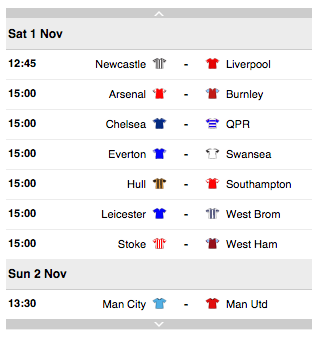 Sat 1 Nov
12:45 Newcastle - Liverpool
15:00 Arsenal - Burnley
15:00 Chelsea - QPR
15:00 Everton - Swansea
15:00 Hull - Southampton
15:00 Leicester - West Brom
15:00 Stoke - West Ham
Sun 2 Nov
13:30 Man City - Man Utd